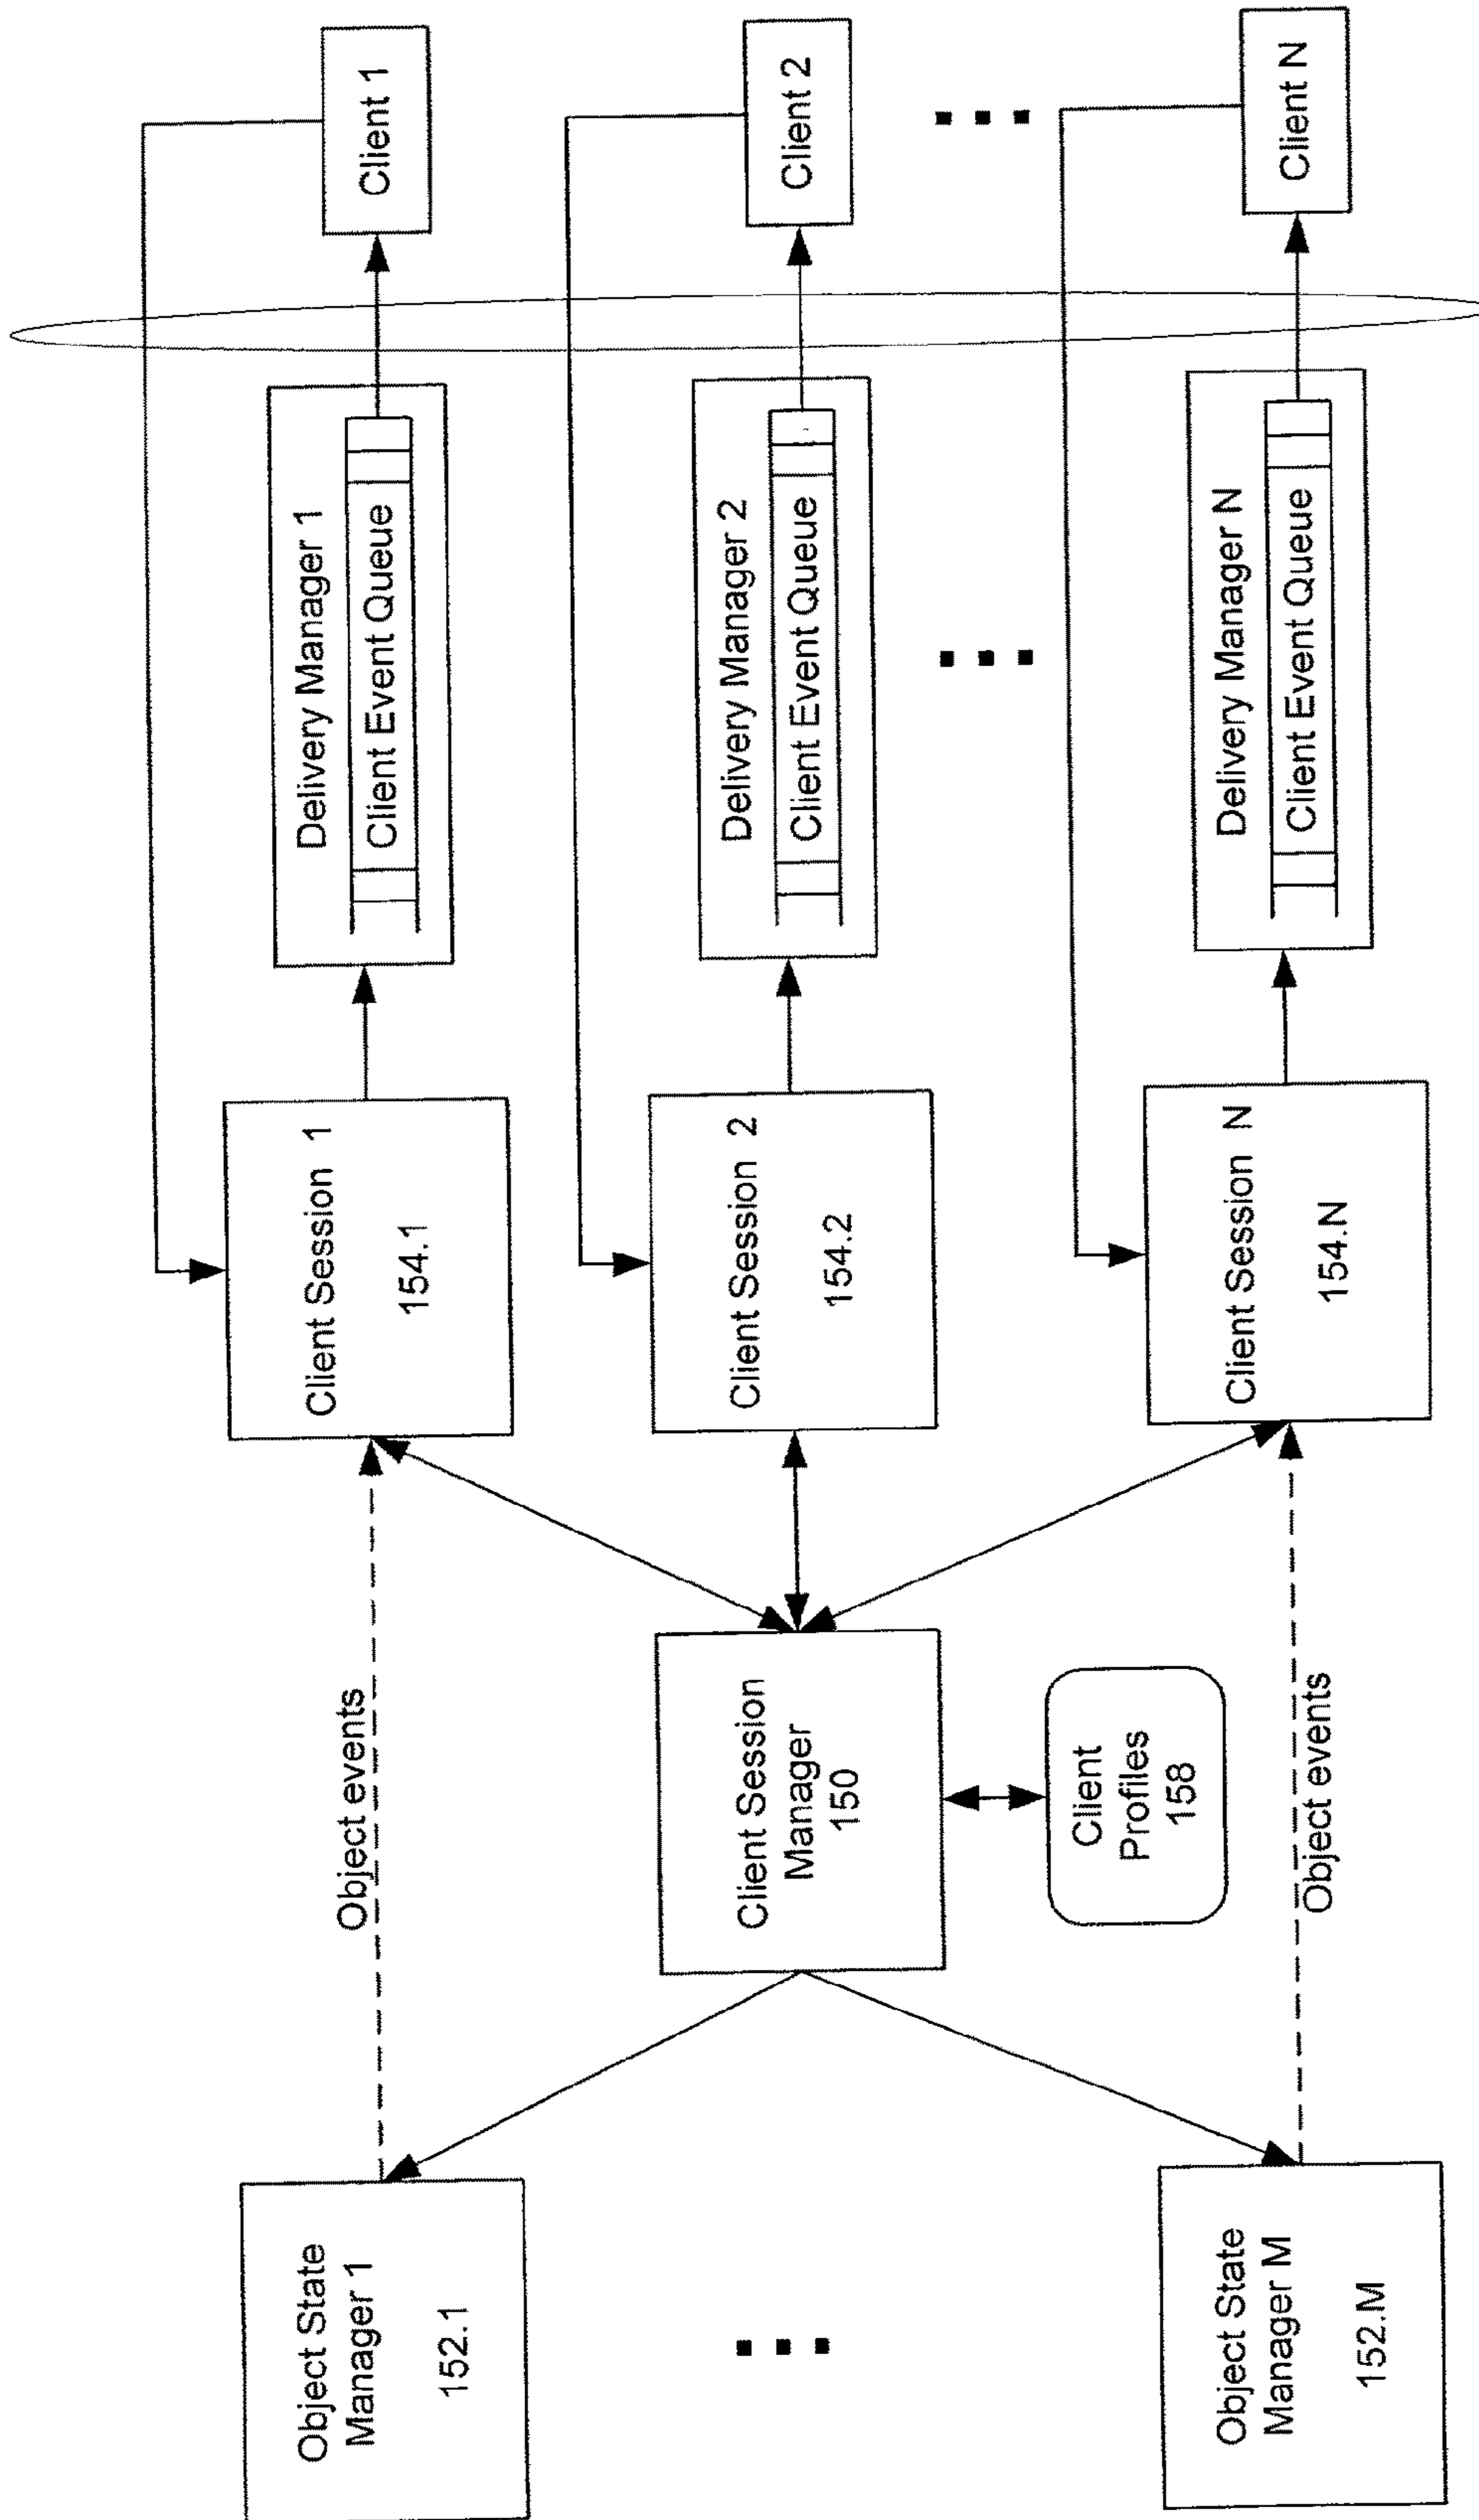 Object State
Manager 1
152.1
Object State
Manager M
152.M
Object events
Client Session
Manager
150
Client
Profiles
158
Object events
Client Session 1
154.1
Client Session 2
154.2
Client Session N
154.N
Delivery Manager 1
Client Event Queue
Delivery Manager 2
Client Event Queue
Delivery Manager N
Client Event Queue
Client 1
Client 2
Client N